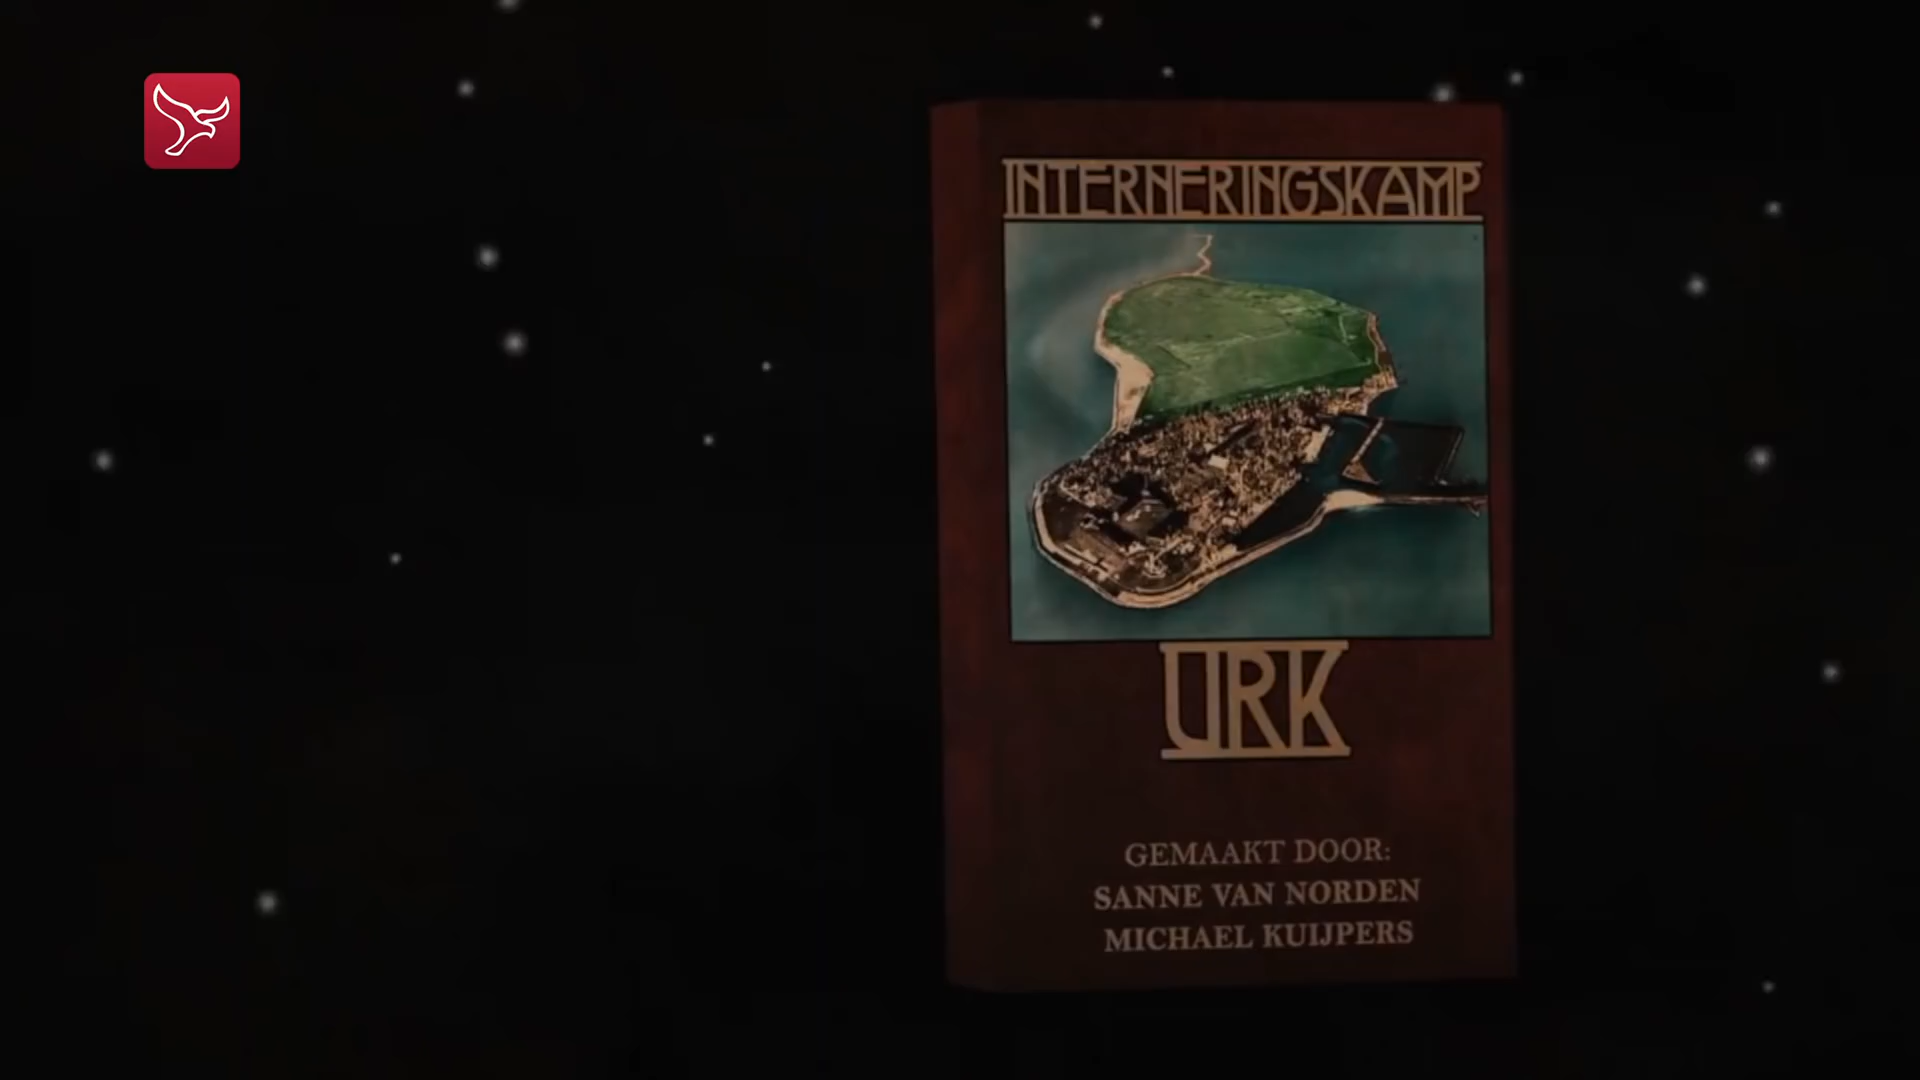 INTERNERINGSKAMP
URK
GEMAAKT DOOR:
SANNE VAN NORDEN
MICHAEL KUIJPERS